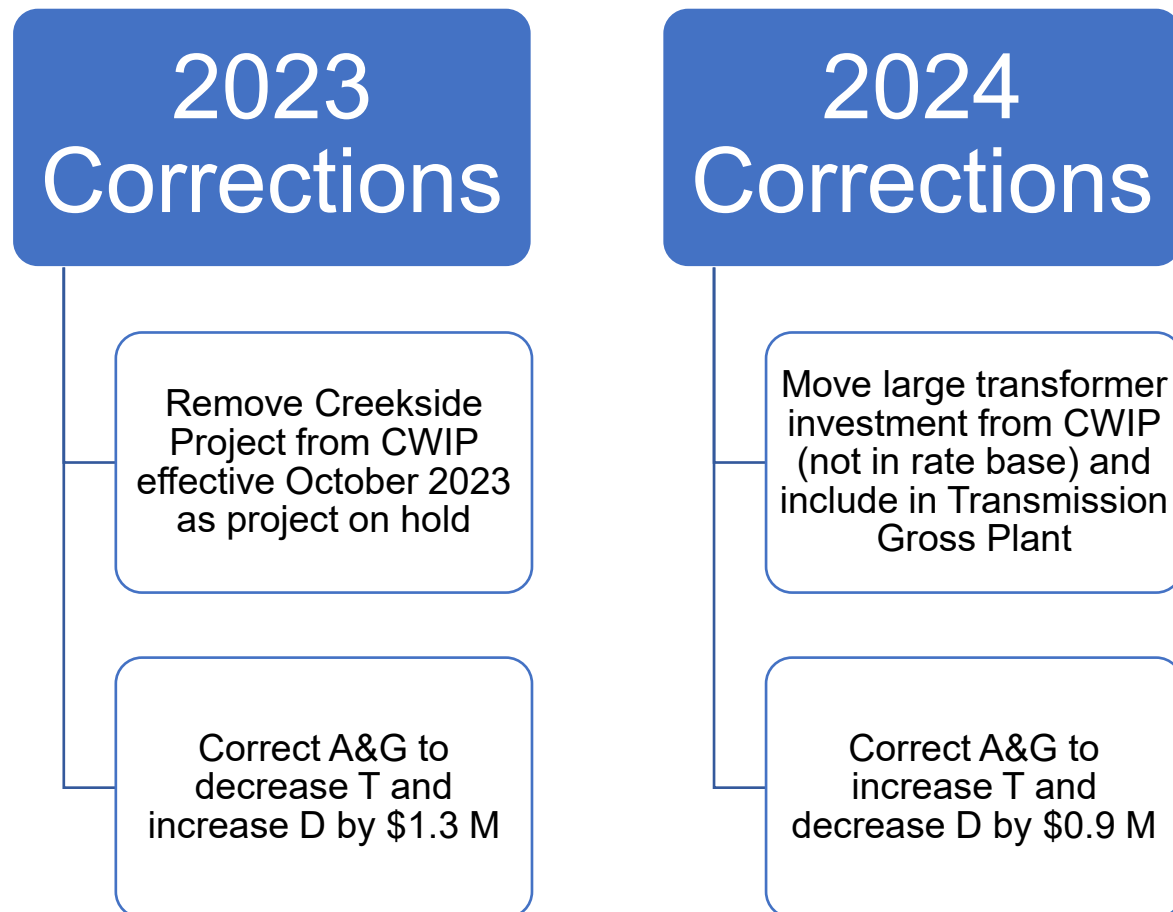 2023
Corrections
Remove Creekside
Project from CWIP
effective October 2023
as project on hold
Correct A&G to
decrease T and
increase D by $1.3 M
2024
Corrections
Move large transformer
investment from CWIP
(not in rate base) and
include in Transmission
Gross Plant
Correct A&G to
increase T and
decrease D by $0.9 M